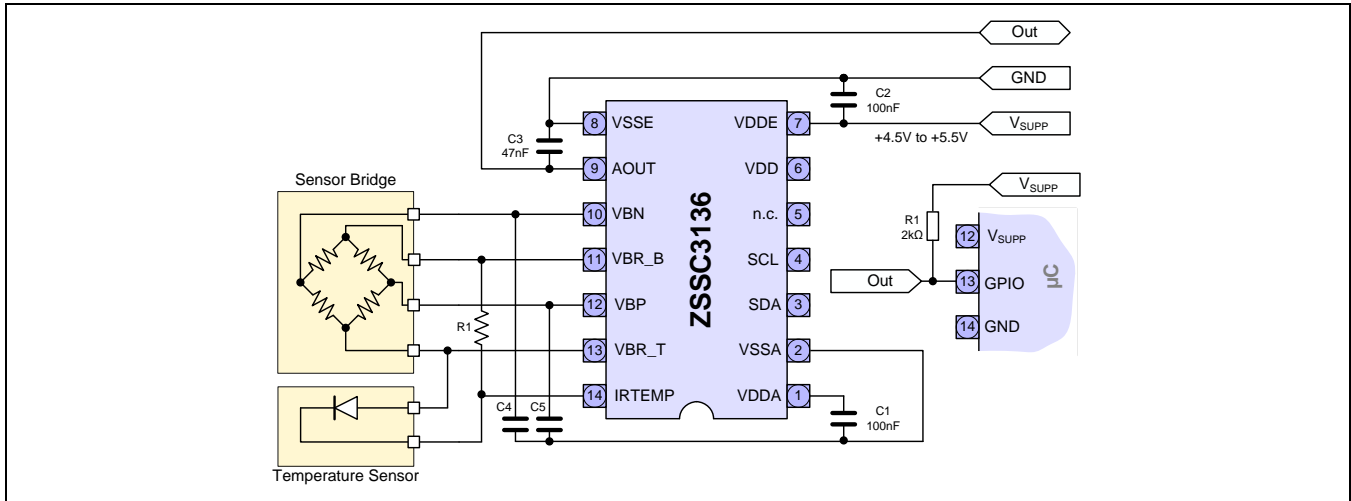 Out
GND
C2
100nF
VSUPP
+4.5V to +5.5V
C3
47nF
8 VSSE VDDE 7
9 AOUT VDD 6
10 VBN n.c. 5
11 VBR_B SCL 4
12 VBP SDA 3
13 VBR_T VSSA 2
14 IRTEMP VDDA 1
ZSSC3136
Sensor Bridge
R1
C4 C5
C1
100nF
Temperature Sensor
VSUPP
R1
2kΩ
12 VSUPP
Out
13 GPIO
14 GND
µC